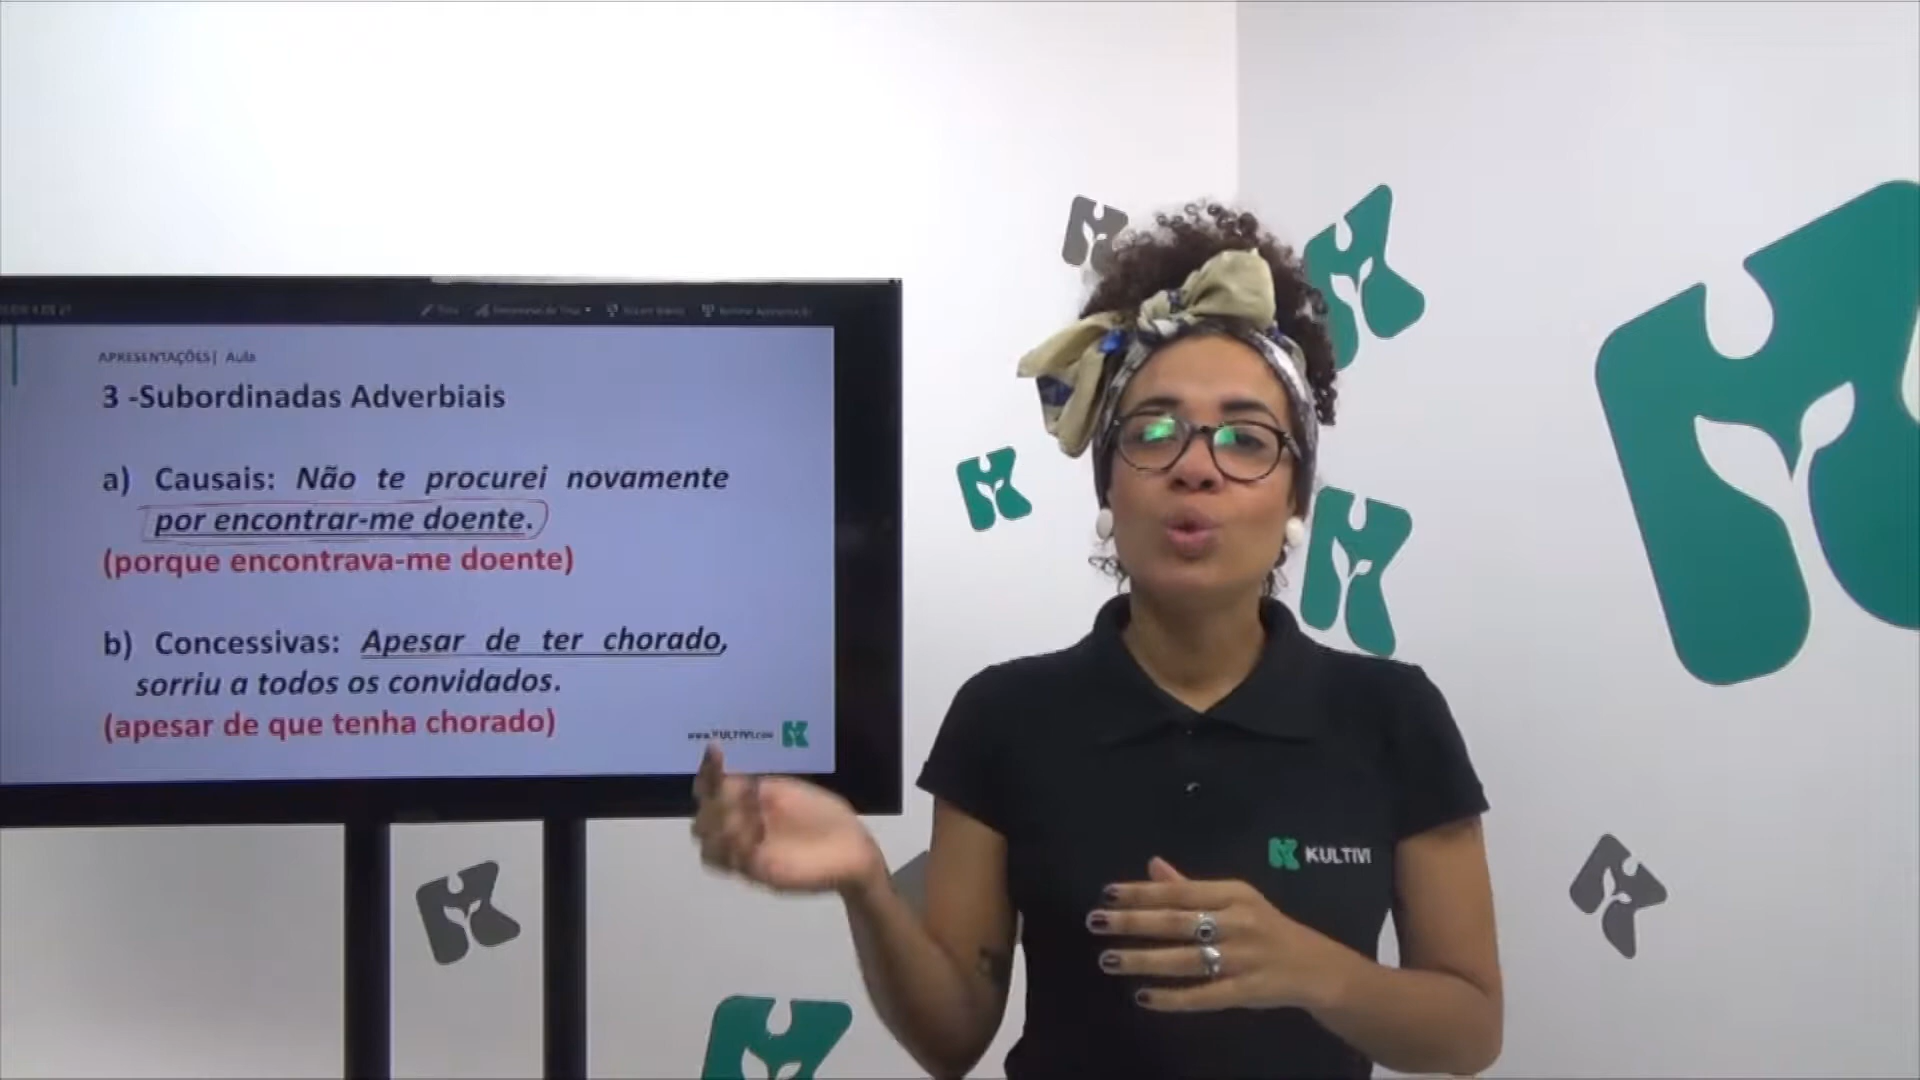 APRESENTAÇÕES| Aula
3 -Subordinadas Adverbiais
a) Causais: Não te procurei novamente
por encontrar-me doente.
(porque encontrava-me doente)
b) Concessivas: Apesar de ter chorado,
sorriu a todos os convidados.
(apesar de que tenha chorado)
www.KULTIVI.com
KULTIVI